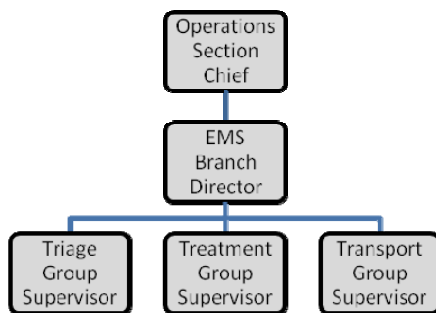 Operations
Section
Chief
EMS
Branch
Director
Triage
Group
Supervisor
Treatment
Group
Supervisor
Transport
Group
Supervisor